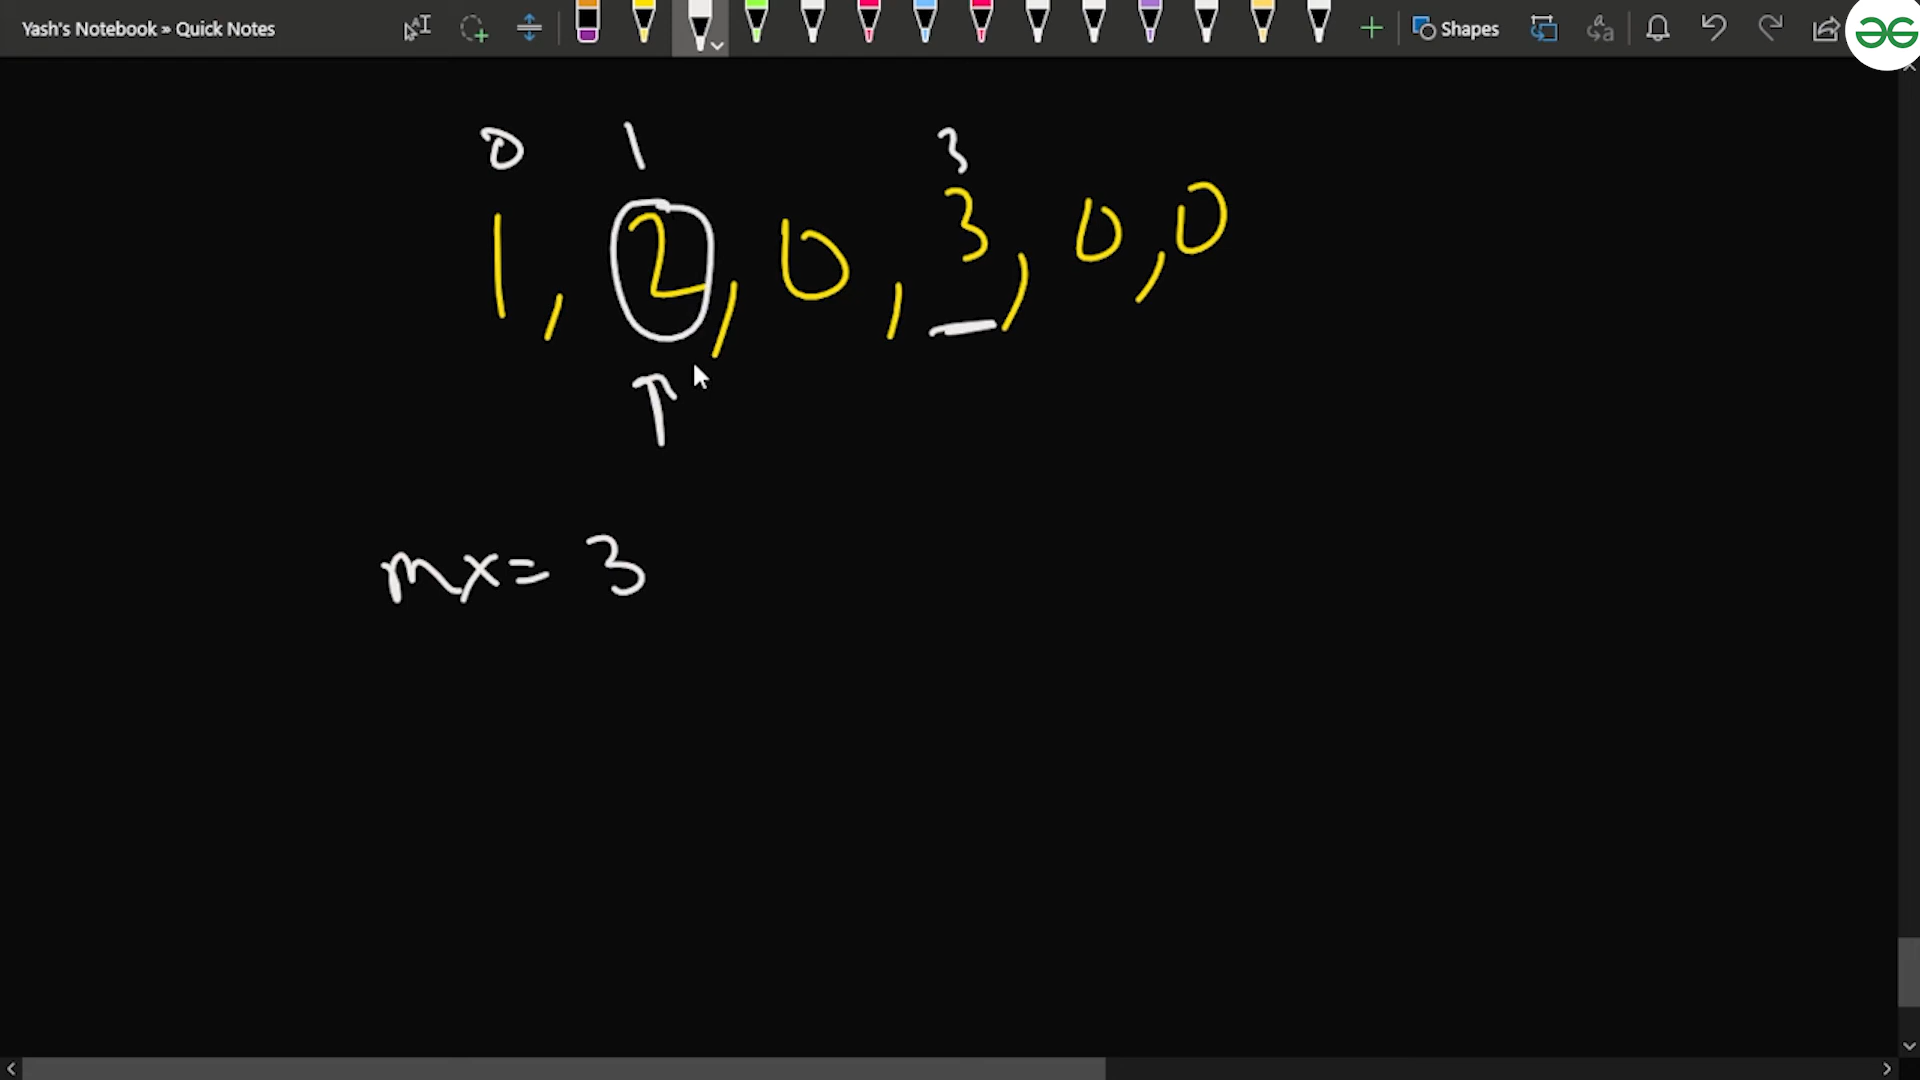 Yash's Notebook » Quick Notes
Shapes
0 1 3
1, 2, 0, 3, 0, 0
mx = 3